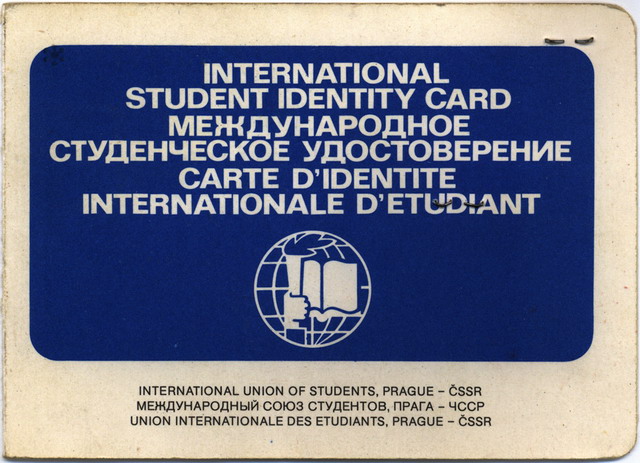 INTERNATIONAL
STUDENT IDENTITY CARD
МЕЖДУНАРОДНОЕ
СТУДЕНЧЕСКОЕ УДОСТОВЕРЕНИЕ
CARTE D'IDENTITE
INTERNATIONALE D'ETUDIANT
INTERNATIONAL UNION OF STUDENTS, PRAGUE – ČSSR
МЕЖДУНАРОДНЫЙ СОЮЗ СТУДЕНТОВ, ПРАГА – ЧССР
UNION INTERNATIONALE DES ETUDIANTS, PRAGUE – ČSSR